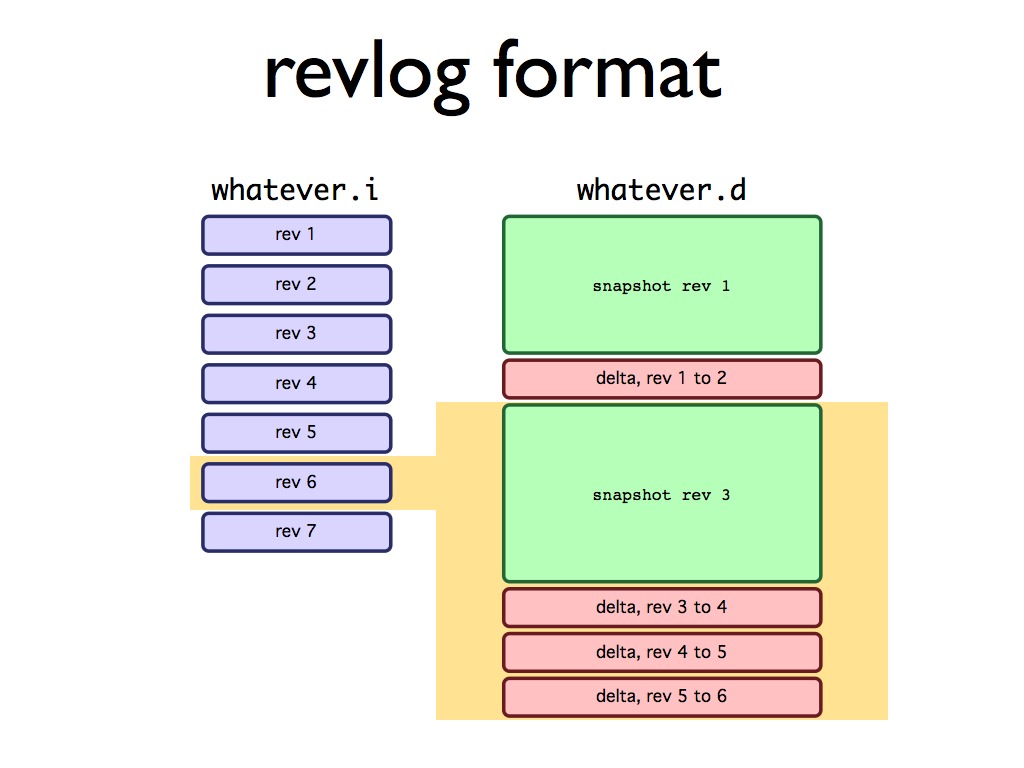 revlog format
whatever.i
rev 1
rev 2
rev 3
rev 4
rev 5
rev 6
rev 7
whatever.d
snapshot rev 1
delta, rev 1 to 2
snapshot rev 3
delta, rev 3 to 4
delta, rev 4 to 5
delta, rev 5 to 6